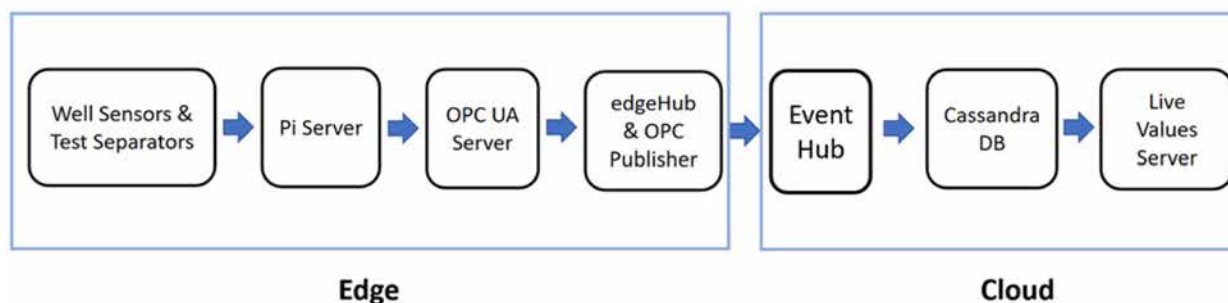 Well Sensors &
Test Separators
Pi Server
OPC UA
Server
edgeHub
& OPC
Publisher
Event
Hub
Cassandra
DB
Live
Values
Server
Edge
Cloud